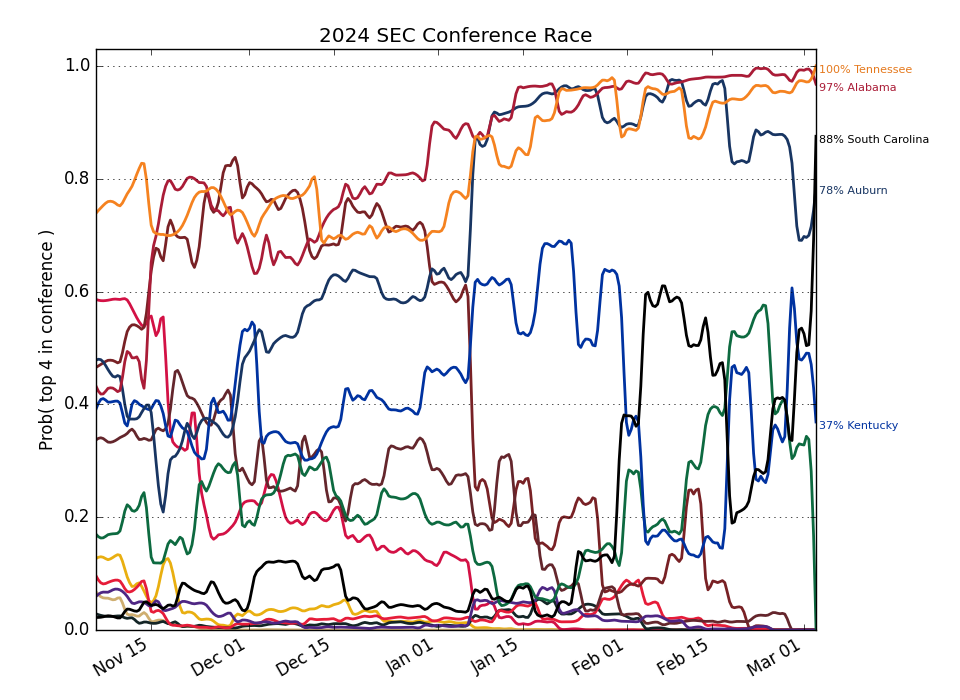 2024 SEC Conference Race
Prob( top 4 in conference )
1.0
0.8
0.6
0.4
0.2
0.0
100% Tennessee
97% Alabama
88% South Carolina
78% Auburn
37% Kentucky
Nov 15
Dec 01
Dec 15
Jan 01
Jan 15
Feb 01
Feb 15
Mar 01